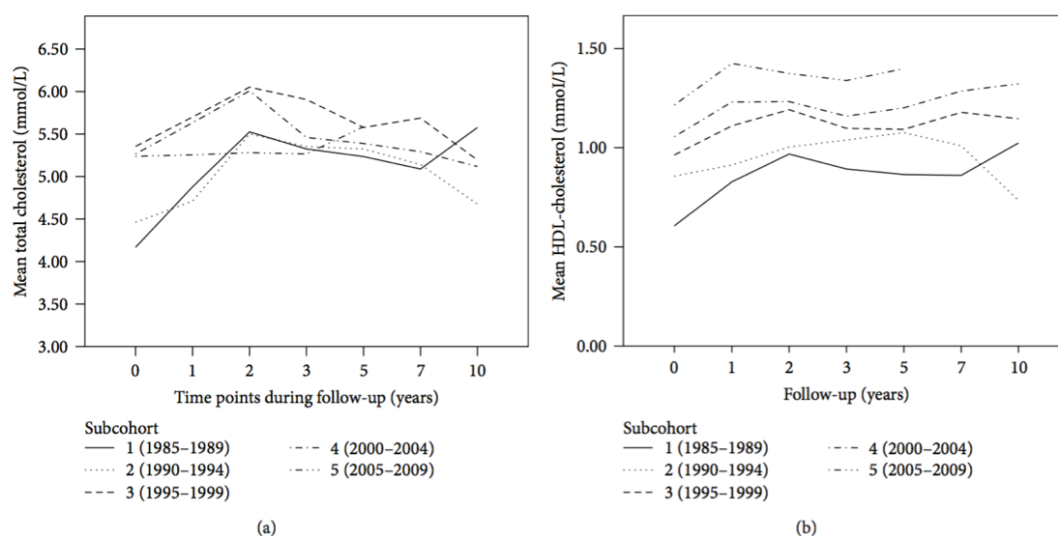 Mean total cholesterol (mmol/L)
6.50
6.00
5.50
5.00
4.50
4.00
3.50
3.00
0 1 2 3 5 7 10
Time points during follow-up (years)
Subcohort
1 (1985–1989)
2 (1990–1994)
3 (1995–1999)
4 (2000–2004)
5 (2005–2009)
(a)
Mean HDL-cholesterol (mmol/L)
1.50
1.00
0.50
0.00
0 1 2 3 5 7 10
Follow-up (years)
Subcohort
1 (1985–1989)
2 (1990–1994)
3 (1995–1999)
4 (2000–2004)
5 (2005–2009)
(b)